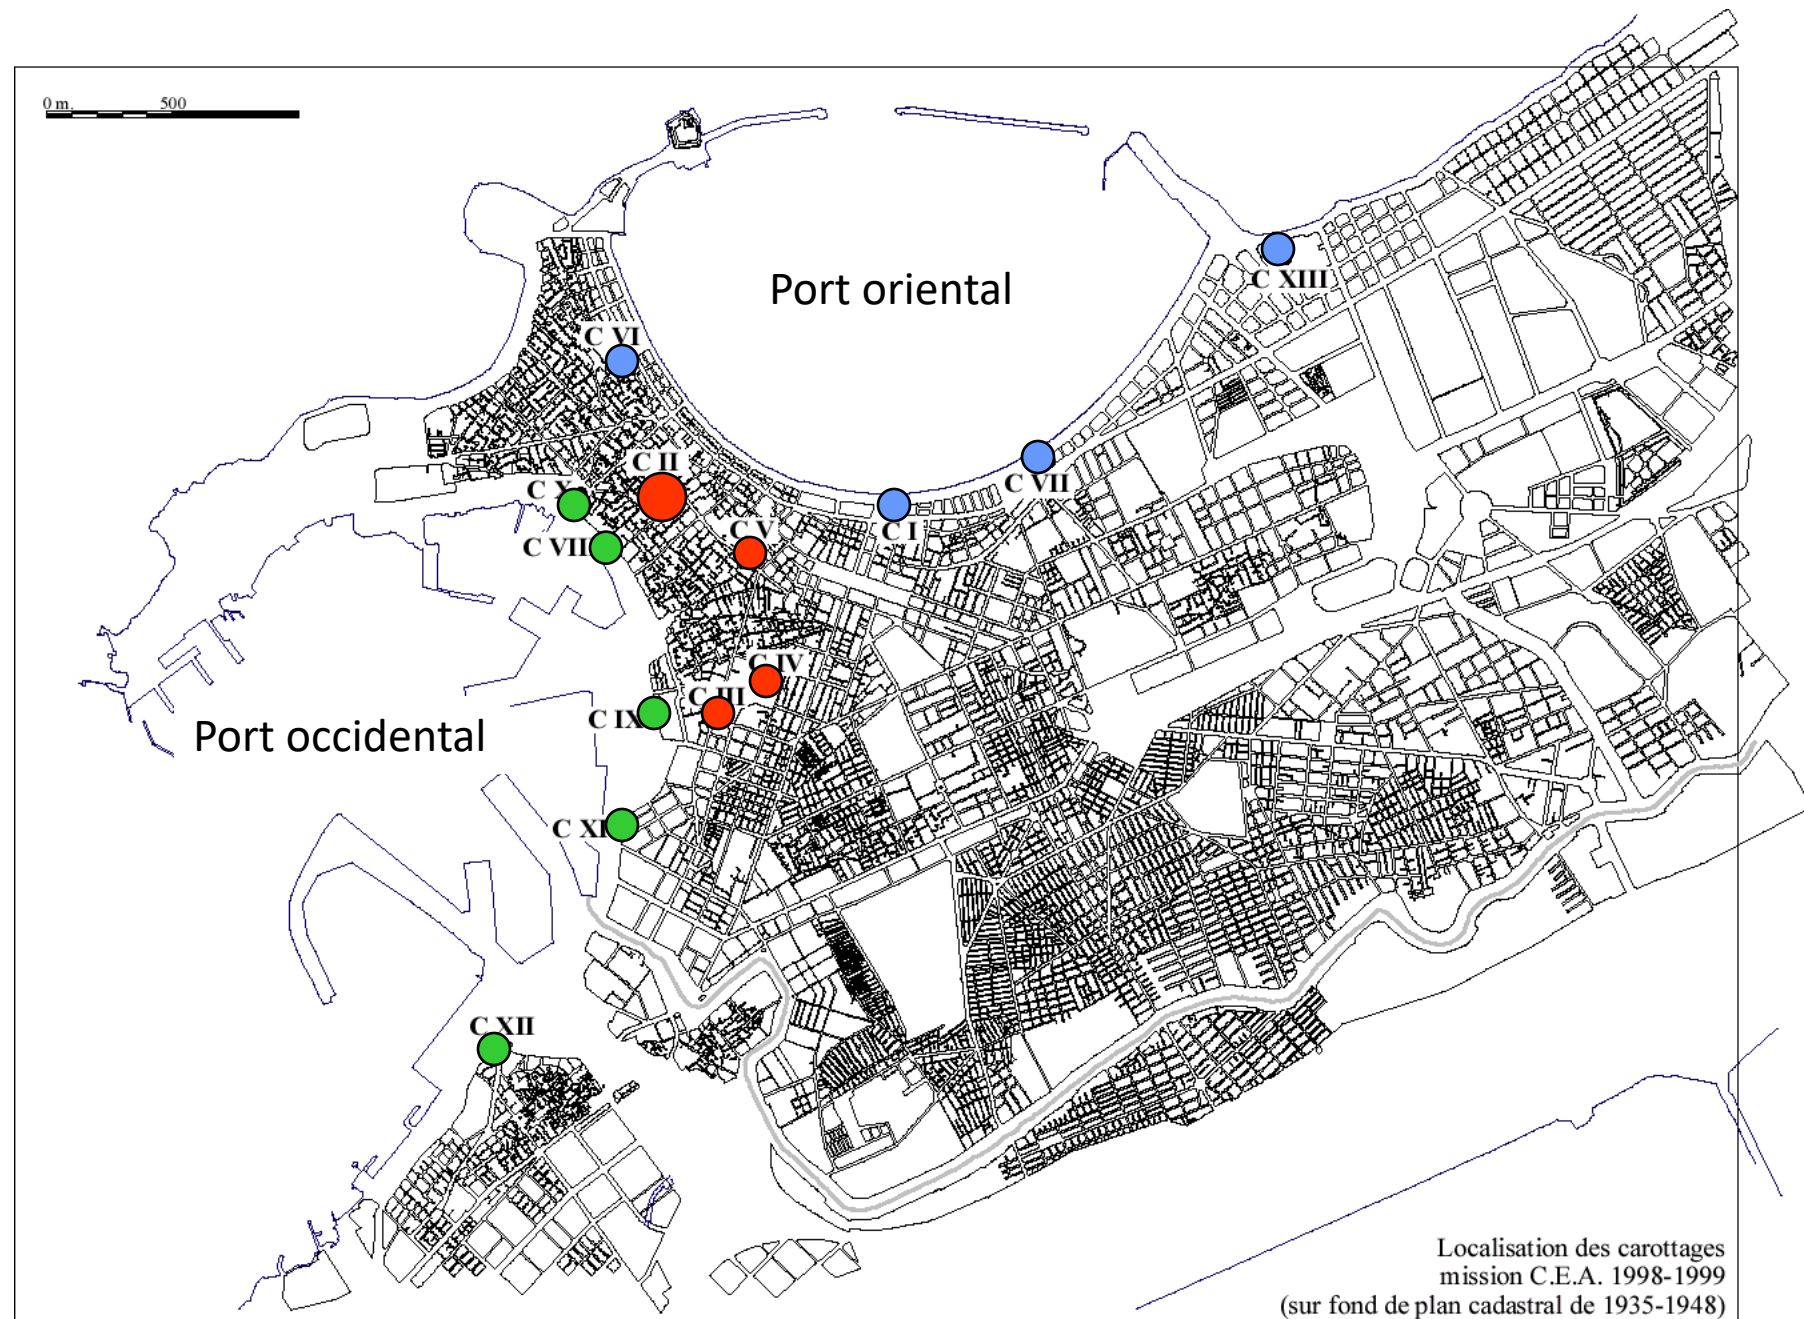 0 m. 500
Port oriental
C XIII
C VI
C II
C X
C VII
C V
C I
C VII
C IV
C III
C IX
Port occidental
C XI
C XII
Localisation des carottages
mission C.E.A. 1998-1999
(sur fond de plan cadastral de 1935-1948)